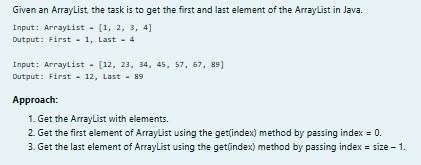 Given an ArrayList, the task is to get the first and last element of the ArrayList in Java.
Input: ArrayList = [1, 2, 3, 4]
Output: First = 1, Last = 4
Input: ArrayList = [12, 23, 34, 45, 57, 67, 89]
Output: First = 12, Last = 89
Approach:
1. Get the ArrayList with elements.
2. Get the first element of ArrayList using the get(index) method by passing index = 0.
3. Get the last element of ArrayList using the get(index) method by passing index = size – 1.